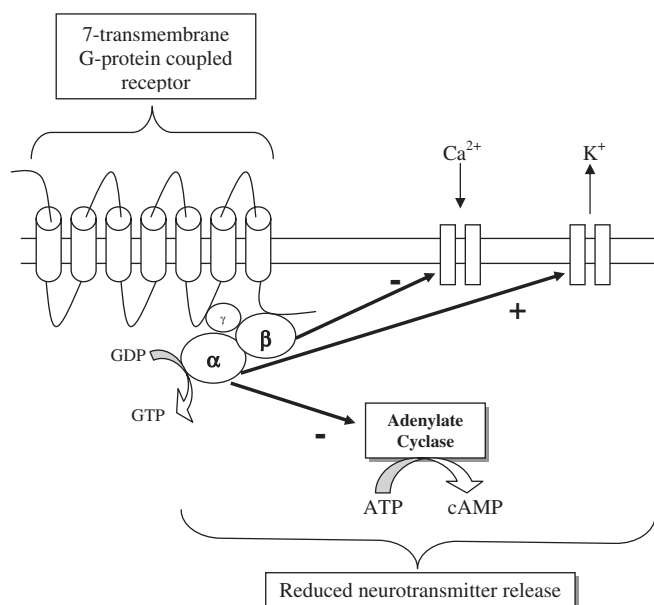 7-transmembrane
G-protein coupled
receptor
Ca²⁺
K⁺
-
+
γ
β
α
GDP
GTP
-
Adenylate
Cyclase
ATP
cAMP
Reduced neurotransmitter release